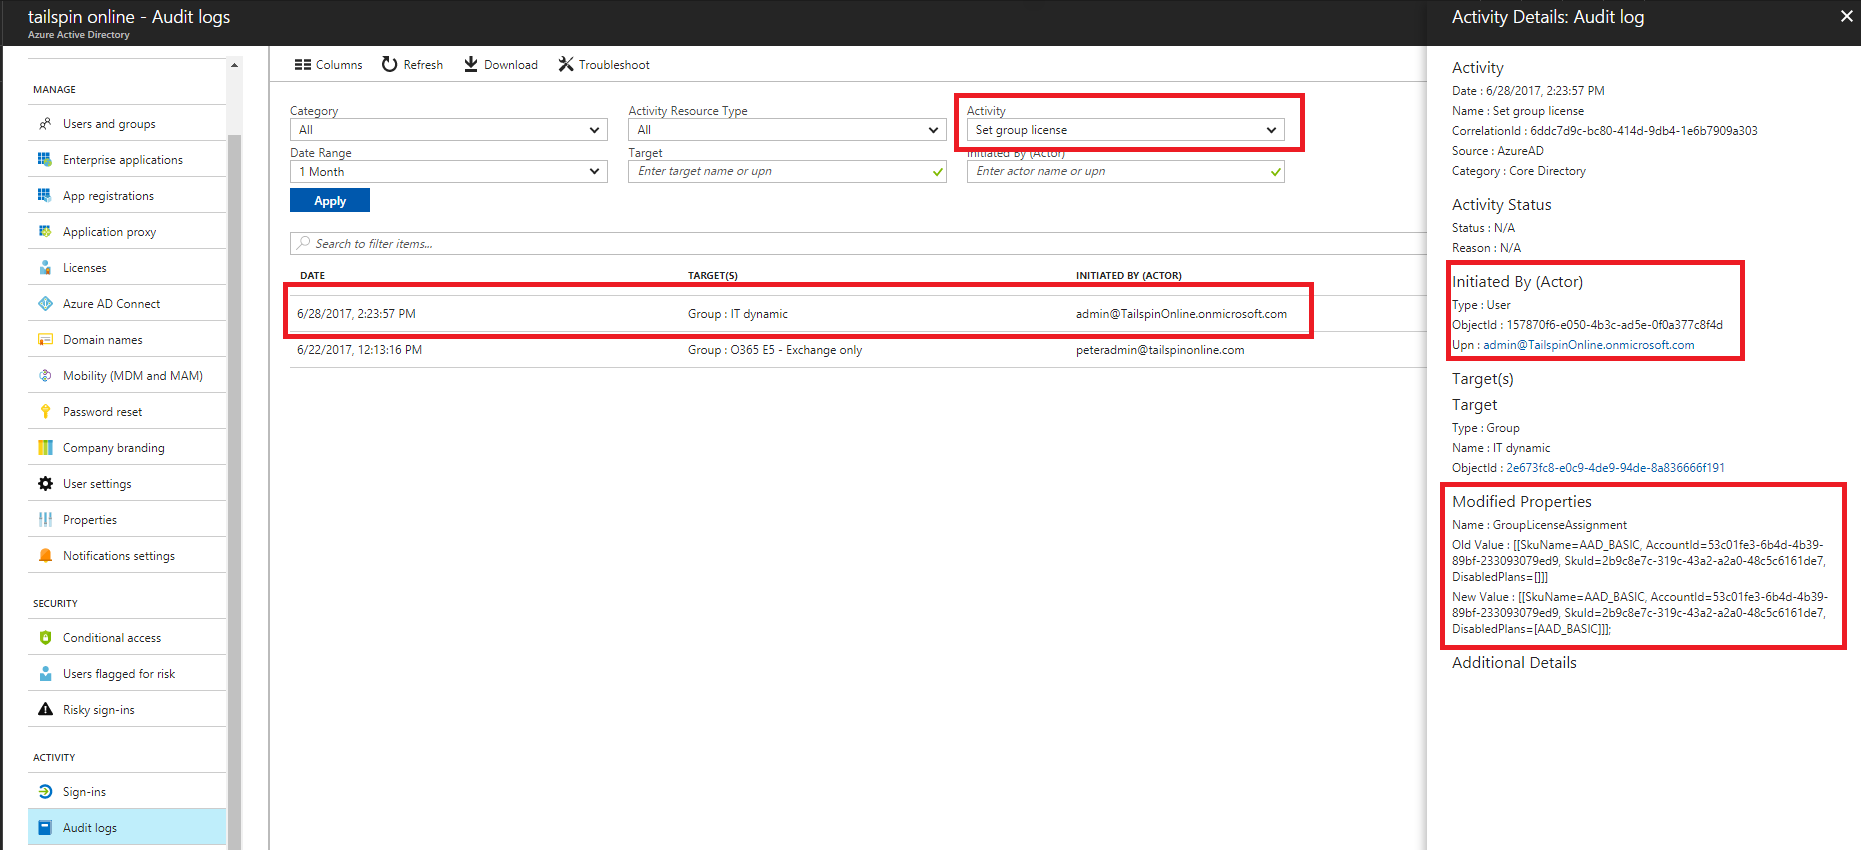 tailspin online - Audit logs
Azure Active Directory
MANAGE
Users and groups
Enterprise applications
App registrations
Application proxy
Licenses
Azure AD Connect
Domain names
Mobility (MDM and MAM)
Password reset
Company branding
User settings
Properties
Notifications settings
SECURITY
Conditional access
Users flagged for risk
Risky sign-ins
ACTIVITY
Sign-ins
Audit logs
Columns Refresh Download Troubleshoot
Category Activity Resource Type Activity
All All Set group license
Date Range Target Initiated By (Actor)
1 Month Enter target name or upn Enter actor name or upn
Apply
Search to filter items...
DATE TARGET(S) INITIATED BY (ACTOR)
6/28/2017, 2:23:57 PM Group : IT dynamic admin@TailspinOnline.onmicrosoft.com
6/22/2017, 12:13:16 PM Group : O365 E5 - Exchange only peteradmin@tailspinonline.com
Activity Details: Audit log
Activity
Date : 6/28/2017, 2:23:57 PM
Name : Set group license
CorrelationId : 6ddc7d9c-bc80-414d-9db4-1e6b7909a303
Source : AzureAD
Category : Core Directory
Activity Status
Status : N/A
Reason : N/A
Initiated By (Actor)
Type : User
ObjectId : 157870f6-e050-4b3c-ad5e-0f0a377c8f4d
Upn : admin@TailspinOnline.onmicrosoft.com
Target(s)
Target
Type : Group
Name : IT dynamic
ObjectId : 2e673fc8-e0c9-4de9-94de-8a836666f191
Modified Properties
Name : GroupLicenseAssignment
Old Value : [[SkuName=AAD_BASIC, AccountId=53c01fe3-6b4d-4b39-
89bf-233093079ed9, SkuId=2b9c8e7c-319c-43a2-a2a0-48c5c6161de7,
DisabledPlans=[]]]
New Value : [[SkuName=AAD_BASIC, AccountId=53c01fe3-6b4d-4b39-
89bf-233093079ed9, SkuId=2b9c8e7c-319c-43a2-a2a0-48c5c6161de7,
DisabledPlans=[AAD_BASIC]]];
Additional Details